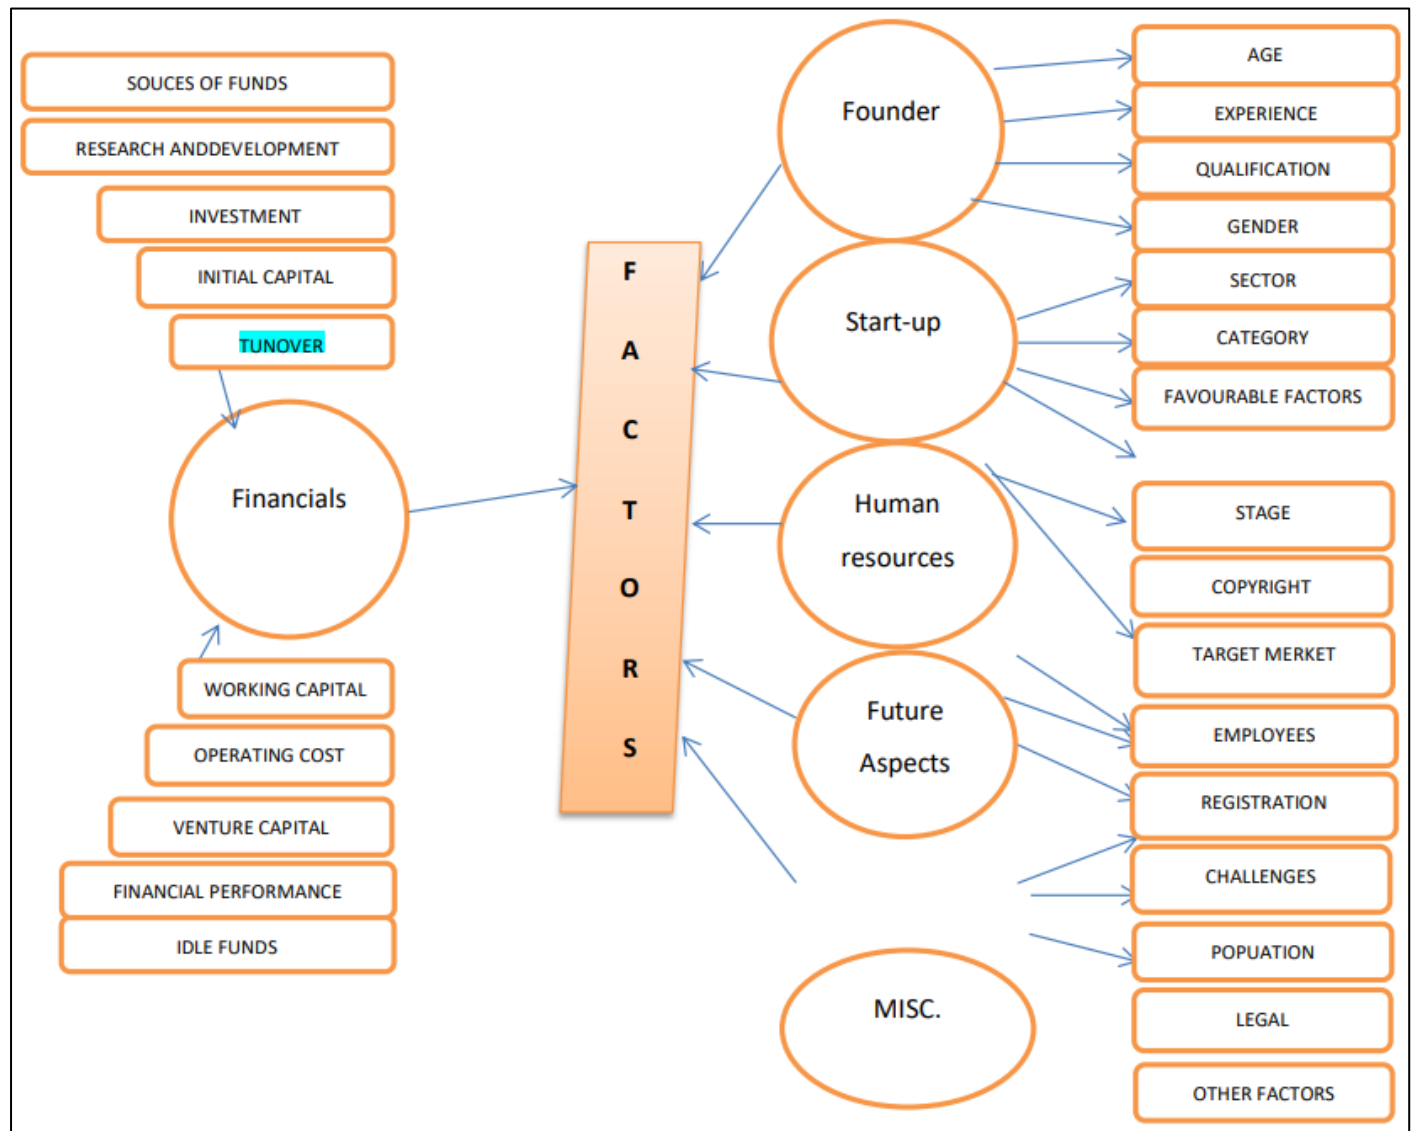 SOUCES OF FUNDS
RESEARCH ANDDEVELOPMENT
INVESTMENT
INITIAL CAPITAL
TUNOVER
Financials
WORKING CAPITAL
OPERATING COST
VENTURE CAPITAL
FINANCIAL PERFORMANCE
IDLE FUNDS
F
A
C
T
O
R
S
Founder
Start-up
Human
resources
Future
Aspects
MISC.
AGE
EXPERIENCE
QUALIFICATION
GENDER
SECTOR
CATEGORY
FAVOURABLE FACTORS
STAGE
COPYRIGHT
TARGET MERKET
EMPLOYEES
REGISTRATION
CHALLENGES
POPUATION
LEGAL
OTHER FACTORS